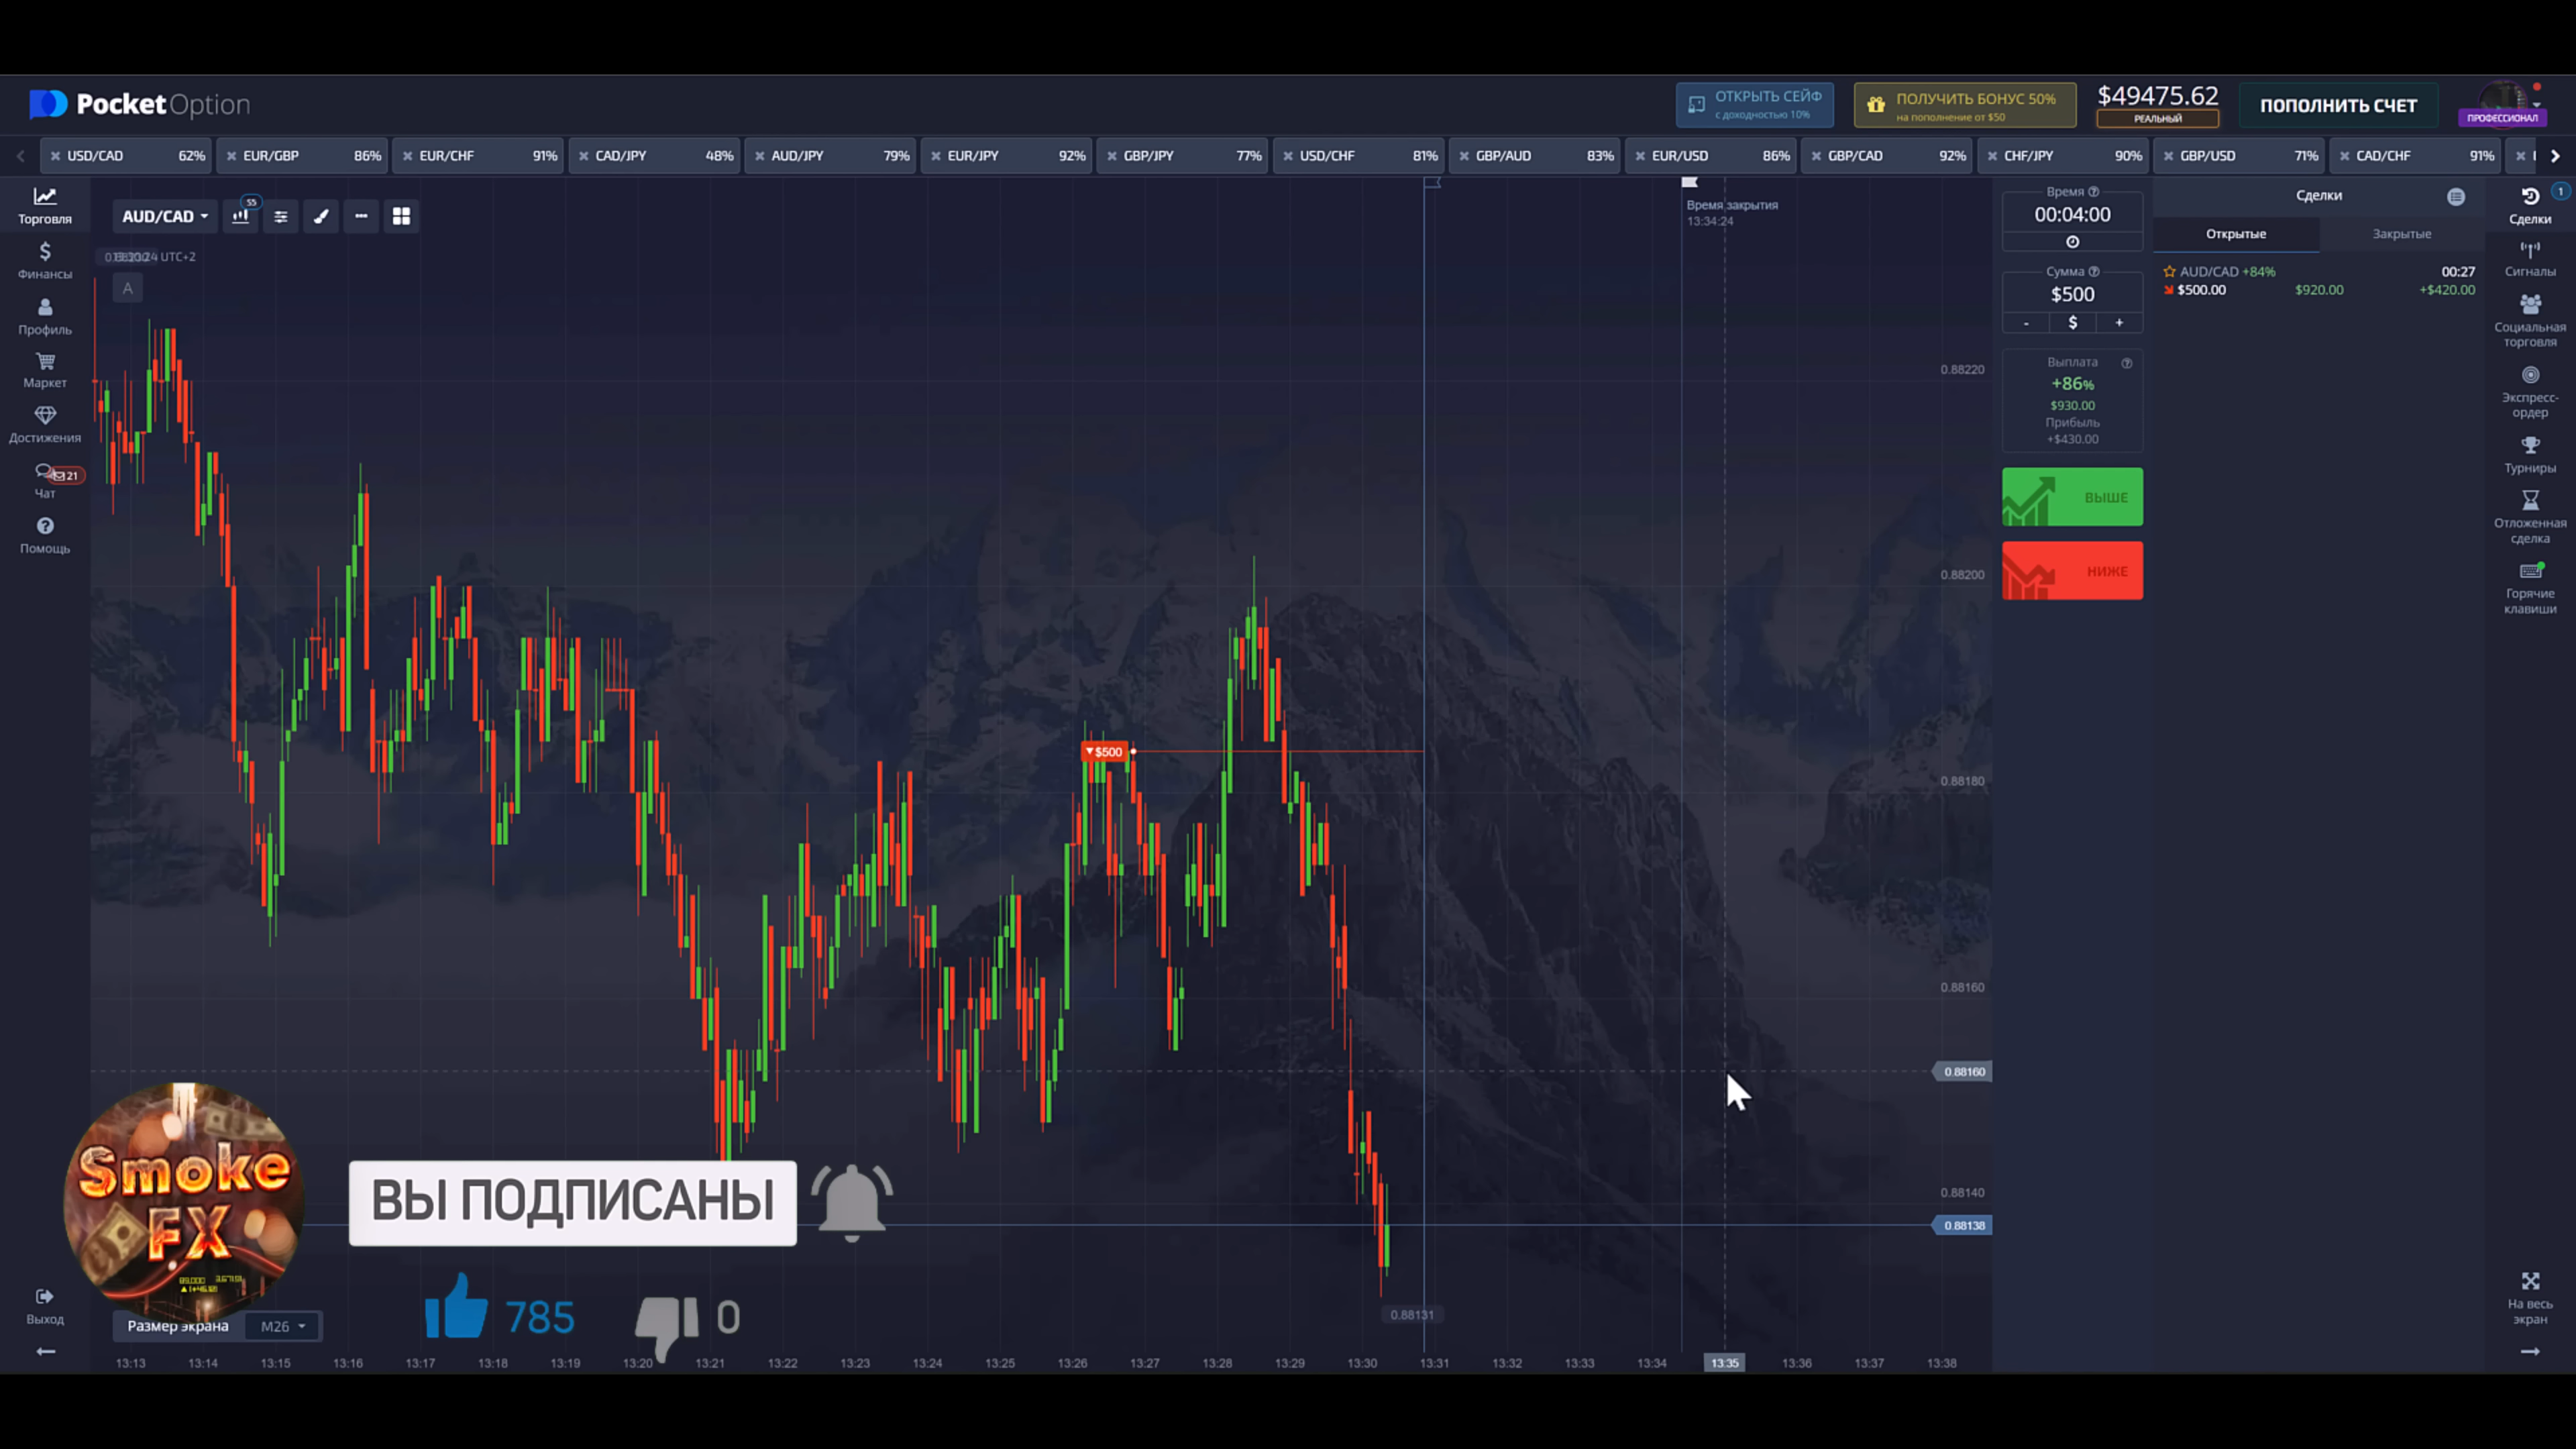 PocketOption
ОТКРЫТЬ СЕЙФ
с доходностью 10%
ПОЛУЧИТЬ БОНУС 50%
на пополнение от $50
$49475.62
РЕАЛЬНЫЙ
ПОПОЛНИТЬ СЧЕТ
ПРОФЕССИОНАЛ
USD/CAD 62%
EUR/GBP 86%
EUR/CHF 91%
CAD/JPY 48%
AUD/JPY 79%
EUR/JPY 92%
GBP/JPY 77%
USD/CHF 81%
GBP/AUD 83%
EUR/USD 86%
GBP/CAD 92%
CHF/JPY 90%
GBP/USD 71%
CAD/CHF 91%
Торговля
Финансы
Профиль
Маркет
Достижения
21
Чат
Помощь
Выход
AUD/CAD
55
UTC+2
A
Время закрытия
13:34:24
$500
0.88220
0.88200
0.88180
0.88160
0.88160
0.88140
0.88138
0.88131
Smoke
FX
ВЫ ПОДПИСАНЫ
785
0
Размер экрана
M26
13:13 13:14 13:15 13:16 13:17 13:18 13:19 13:20 13:21 13:22 13:23 13:24 13:25 13:26 13:27 13:28 13:29 13:30 13:31 13:32 13:33 13:34 13:35 13:36 13:37 13:38
Время
00:04:00
Сумма
$500
- $ +
Выплата
+86%
$930.00
Прибыль
+$430.00
ВЫШЕ
НИЖЕ
Сделки
Открытые Закрытые
AUD/CAD +84% 00:27
$500.00 $920.00 +$420.00
1
Сделки
Сигналы
Социальная
торговля
Экспресс-
ордер
Турниры
Отложенная
сделка
Горячие
клавиши
На весь
экран